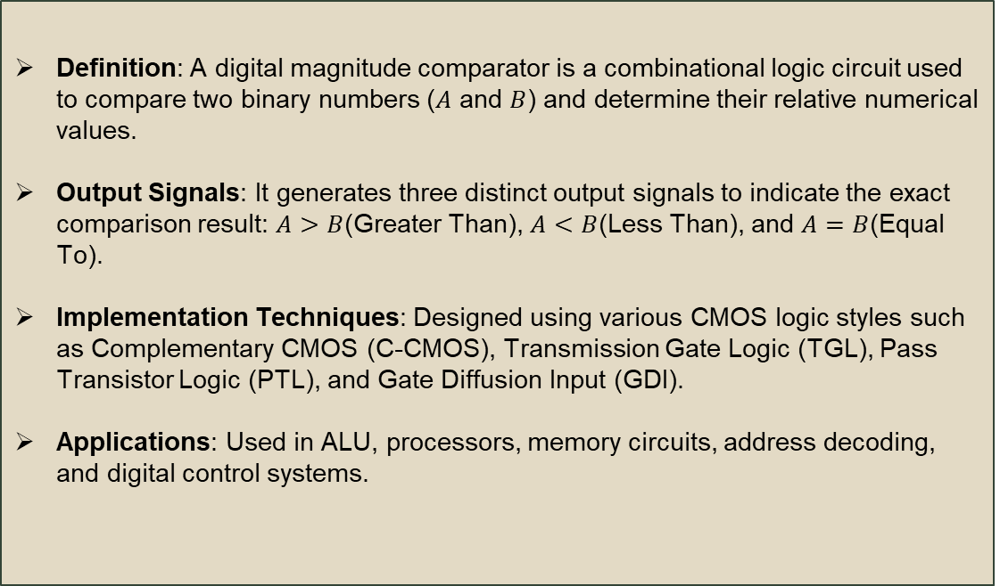 ➢ Definition: A digital magnitude comparator is a combinational logic circuit used
to compare two binary numbers (A and B) and determine their relative numerical
values.
➢ Output Signals: It generates three distinct output signals to indicate the exact
comparison result: A > B(Greater Than), A < B(Less Than), and A = B(Equal
To).
➢ Implementation Techniques: Designed using various CMOS logic styles such
as Complementary CMOS (C-CMOS), Transmission Gate Logic (TGL), Pass
Transistor Logic (PTL), and Gate Diffusion Input (GDI).
➢ Applications: Used in ALU, processors, memory circuits, address decoding,
and digital control systems.